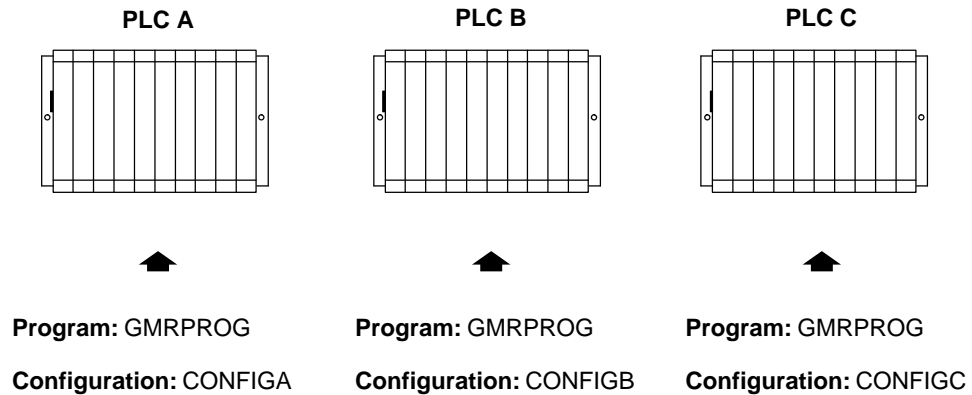 PLC A
PLC B
PLC C
Program: GMRPROG
Program: GMRPROG
Program: GMRPROG
Configuration: CONFIGA
Configuration: CONFIGB
Configuration: CONFIGC